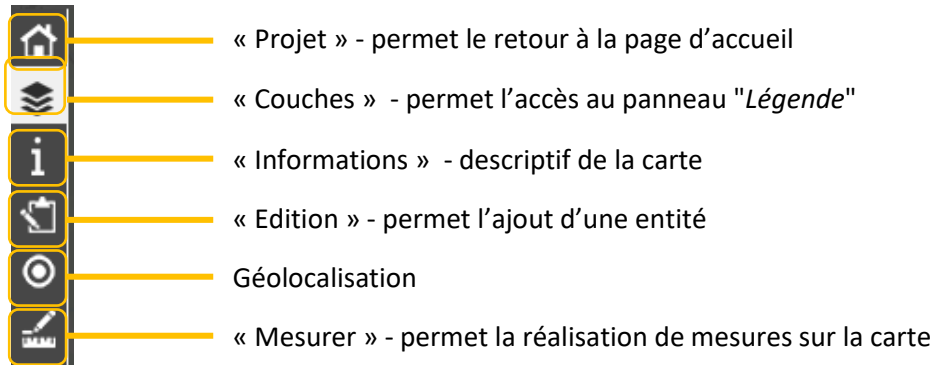 « Projet » - permet le retour à la page d’accueil
« Couches »  - permet l’accès au panneau "Légende"
« Informations »  - descriptif de la carte
« Edition » - permet l’ajout d’une entité
Géolocalisation
« Mesurer » - permet la réalisation de mesures sur la carte